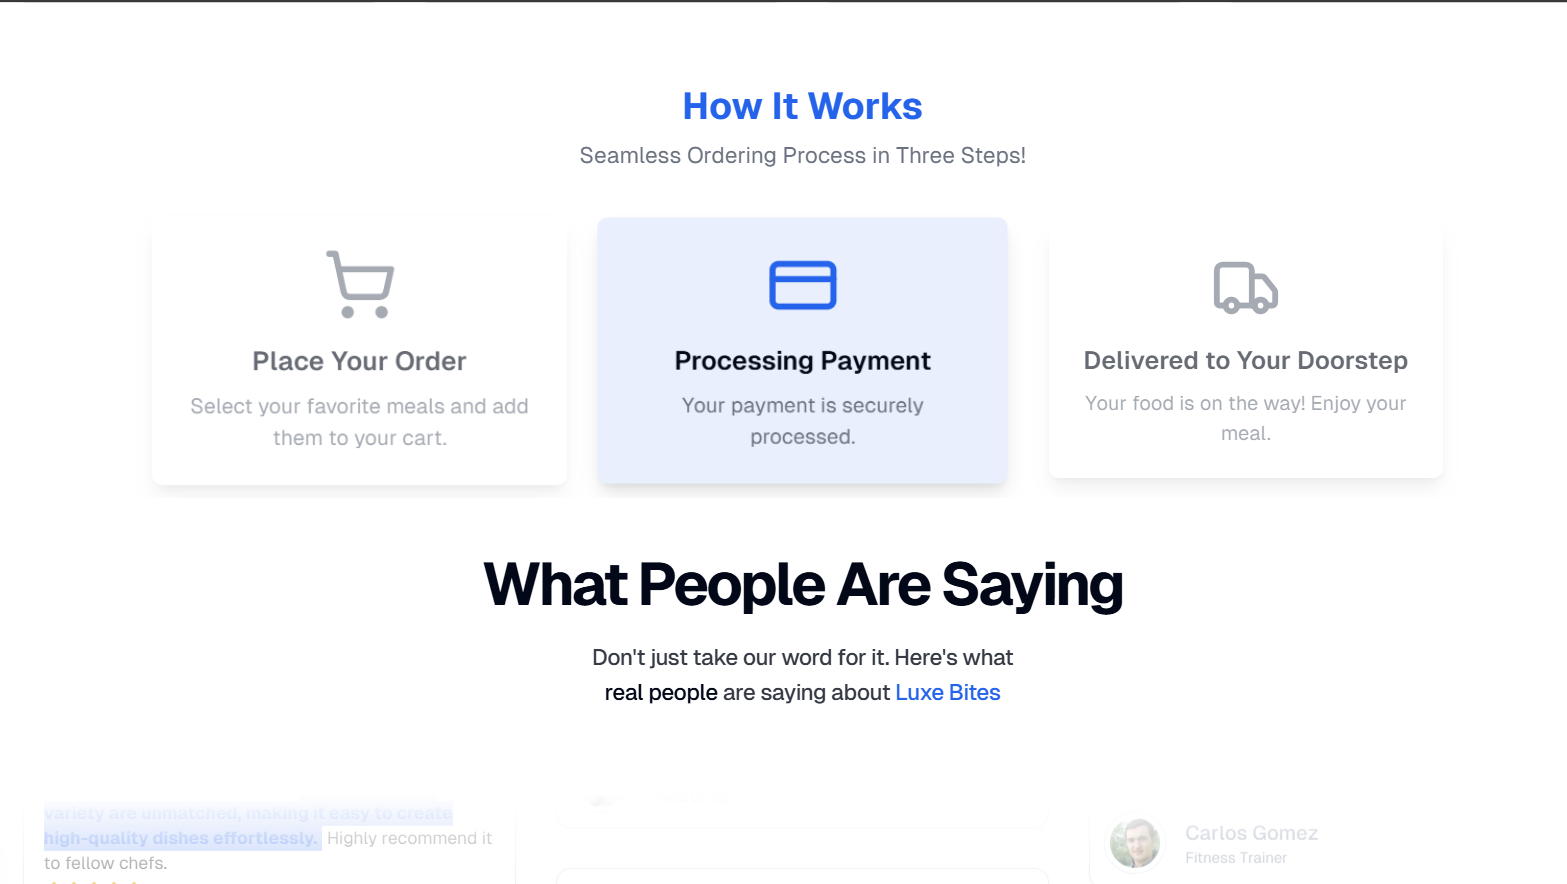 How It Works
Seamless Ordering Process in Three Steps!
Place Your Order
Select your favorite meals and add
them to your cart.
Processing Payment
Your payment is securely
processed.
Delivered to Your Doorstep
Your food is on the way! Enjoy your
meal.
What People Are Saying
Don't just take our word for it. Here's what
real people are saying about Luxe Bites
variety are unmatched, making it easy to create
high-quality dishes effortlessly. Highly recommend it
to fellow chefs.
Carlos Gomez
Fitness Trainer